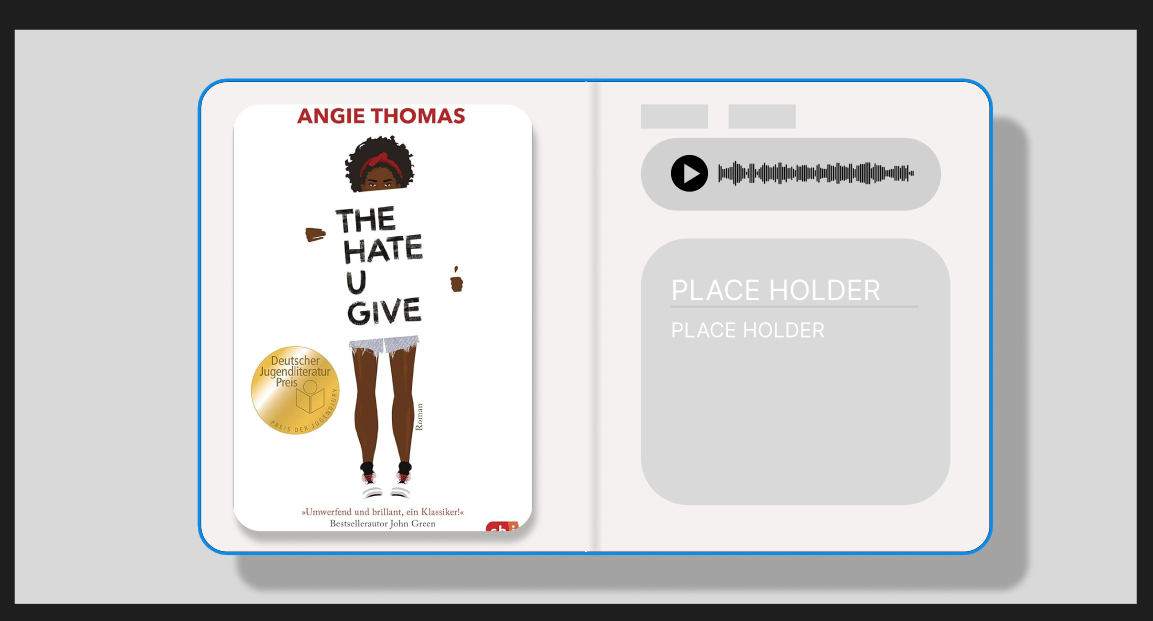 ANGIE THOMAS
THE
HATE
U
GIVE
Deutscher
Jugendliteratur
Preis
PREIS DER JUGENDJURY
Roman
»Umwerfend und brillant, ein Klassiker!«
Bestsellerautor John Green
cbj
PLACE HOLDER
PLACE HOLDER